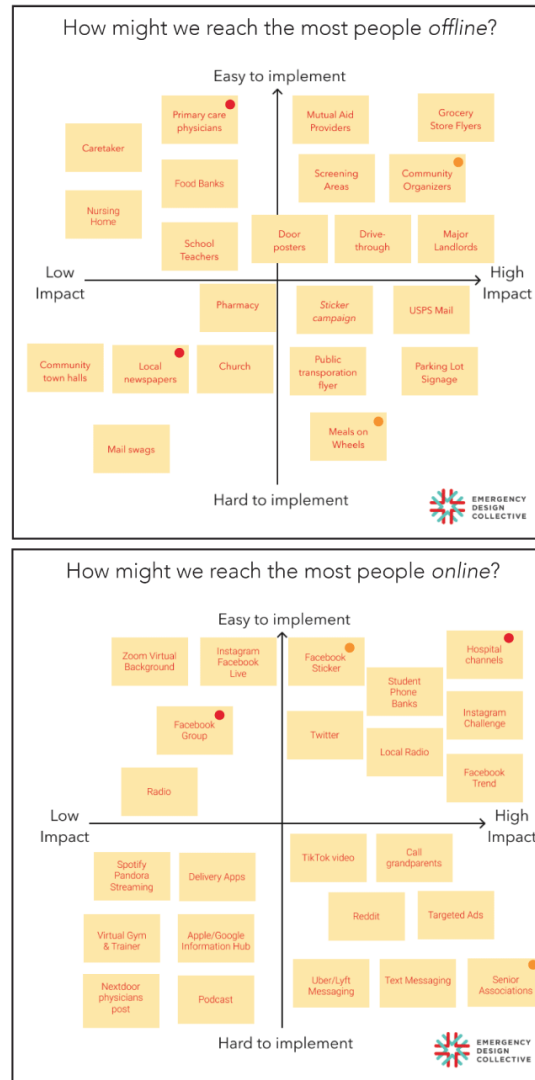 How might we reach the most people offline?
Easy to implement
Primary care
physicians
Mutual Aid
Providers
Grocery
Store Flyers
Caretaker
Food Banks
Screening
Areas
Community
Organizers
Nursing
Home
School
Teachers
Door
posters
Drive-
through
Major
Landlords
Low
Impact
High
Impact
Pharmacy
Sticker
campaign
USPS Mail
Community
town halls
Local
newspapers
Church
Public
transporation
flyer
Parking Lot
Signage
Mail swags
Meals on
Wheels
Hard to implement
EMERGENCY
DESIGN
COLLECTIVE
How might we reach the most people online?
Easy to implement
Zoom Virtual
Background
Instagram
Facebook
Live
Facebook
Sticker
Hospital
channels
Student
Phone
Banks
Facebook
Group
Twitter
Local Radio
Instagram
Challenge
Radio
Facebook
Trend
Low
Impact
High
Impact
Spotify
Pandora
Streaming
Delivery Apps
TikTok video
Call
grandparents
Virtual Gym
& Trainer
Apple/Google
Information Hub
Reddit
Targeted Ads
Nextdoor
physicians
post
Podcast
Uber/Lyft
Messaging
Text Messaging
Senior
Associations
Hard to implement
EMERGENCY
DESIGN
COLLECTIVE